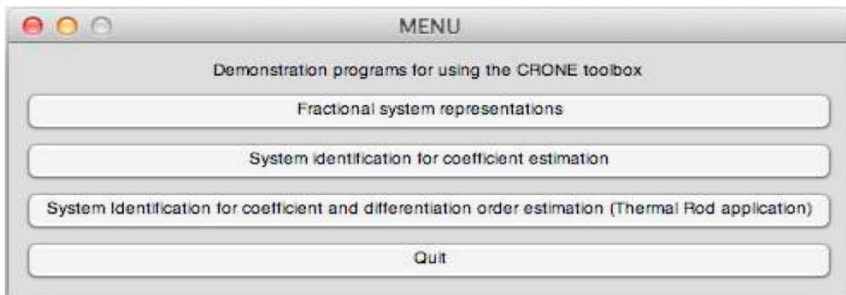 MENU
Demonstration programs for using the CRONE toolbox
Fractional system representations
System identification for coefficient estimation
System Identification for coefficient and differentiation order estimation (Thermal Rod application)
Quit